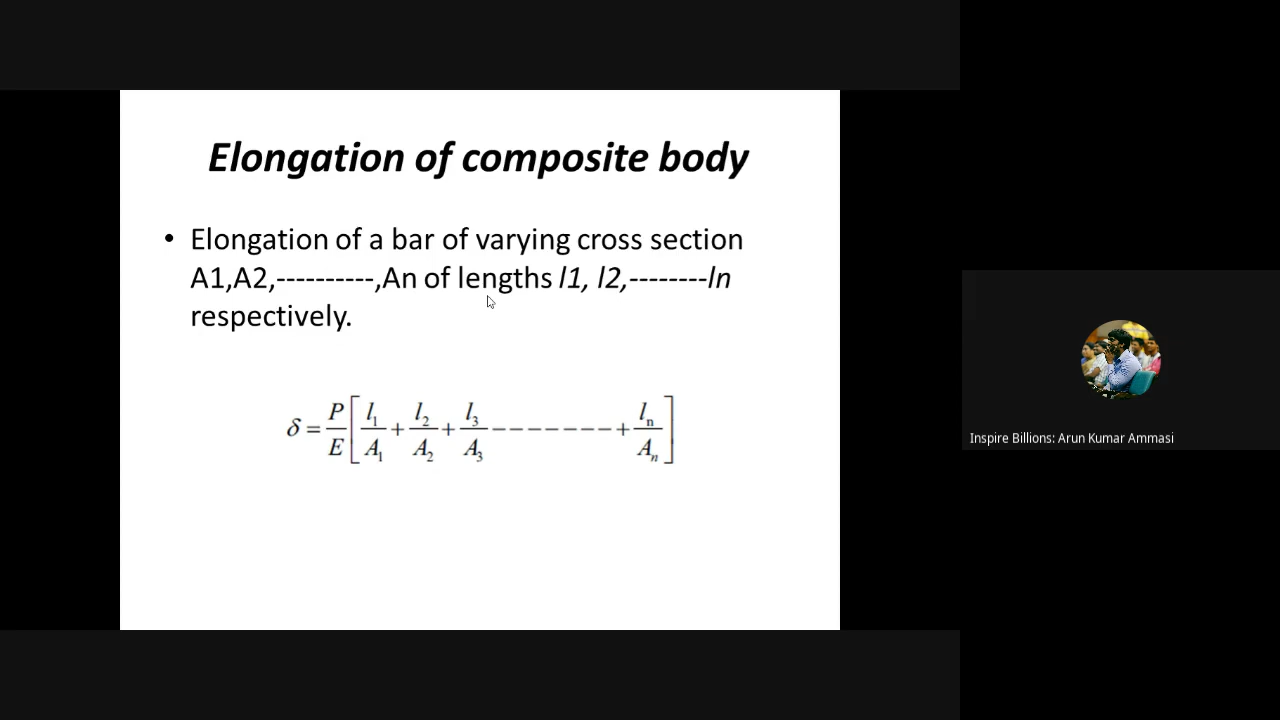 Elongation of composite body
• Elongation of a bar of varying cross section
A1,A2,----------,An of lengths l1, l2,--------ln
respectively.
δ = P/E [ l₁/A₁ + l₂/A₂ + l₃/A₃ ------- + lₙ/Aₙ ]
Inspire Billions: Arun Kumar Ammasi